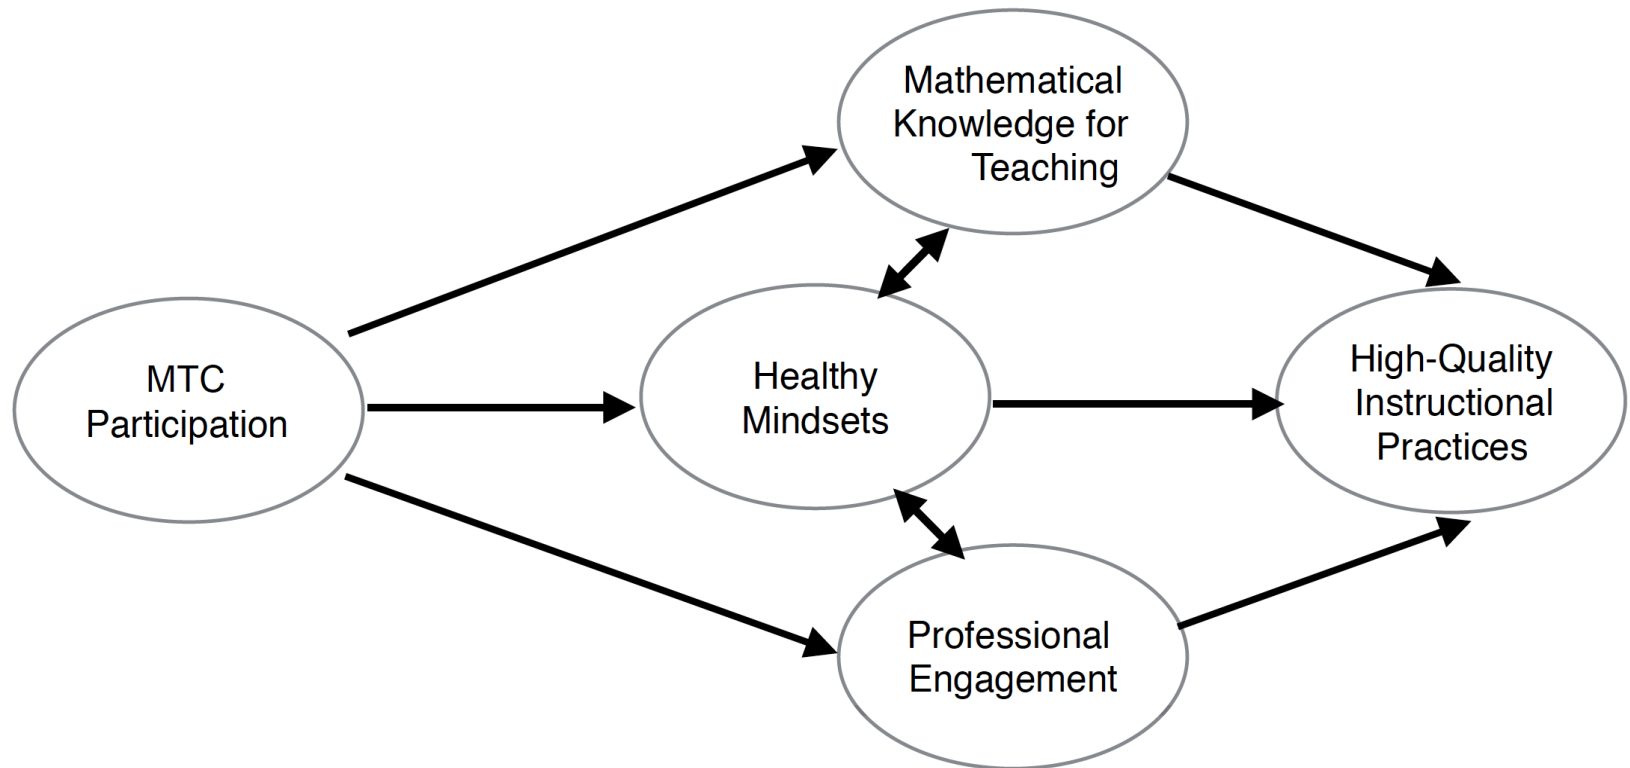 Mathematical
Knowledge for
Teaching
MTC
Participation
Healthy
Mindsets
High-Quality
Instructional
Practices
Professional
Engagement